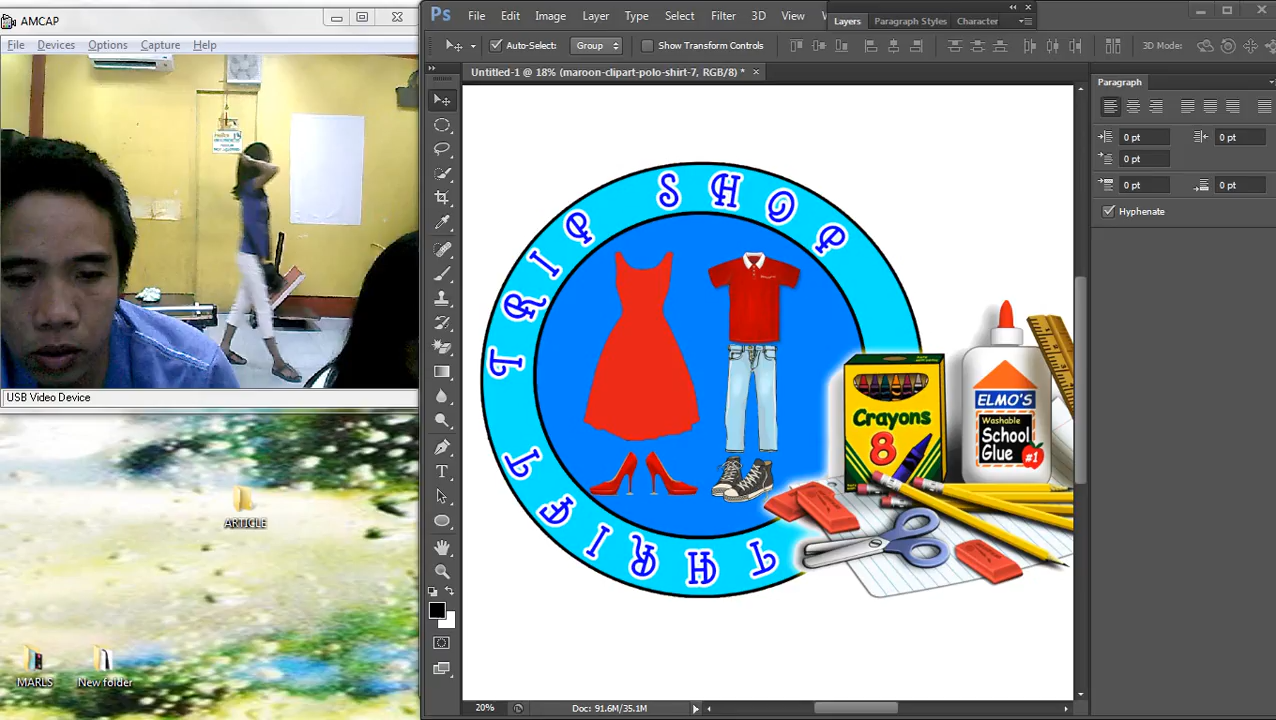 AMCAP
File Devices Options Capture Help
USB Video Device
ARTICLE
MARLS
New folder
Ps File Edit Image Layer Type Select Filter 3D View
Layers Paragraph Styles Character
Auto-Select: Group Show Transform Controls 3D Mode:
Untitled-1 @ 18% (maroon-clipart-polo-shirt-7, RGB/8) *
Paragraph
0 pt 0 pt
0 pt
0 pt 0 pt
Hyphenate
SHOP
Crayons
8
ELMO'S
Washable
School
Glue
#1
20% Doc: 91.6M/35.1M